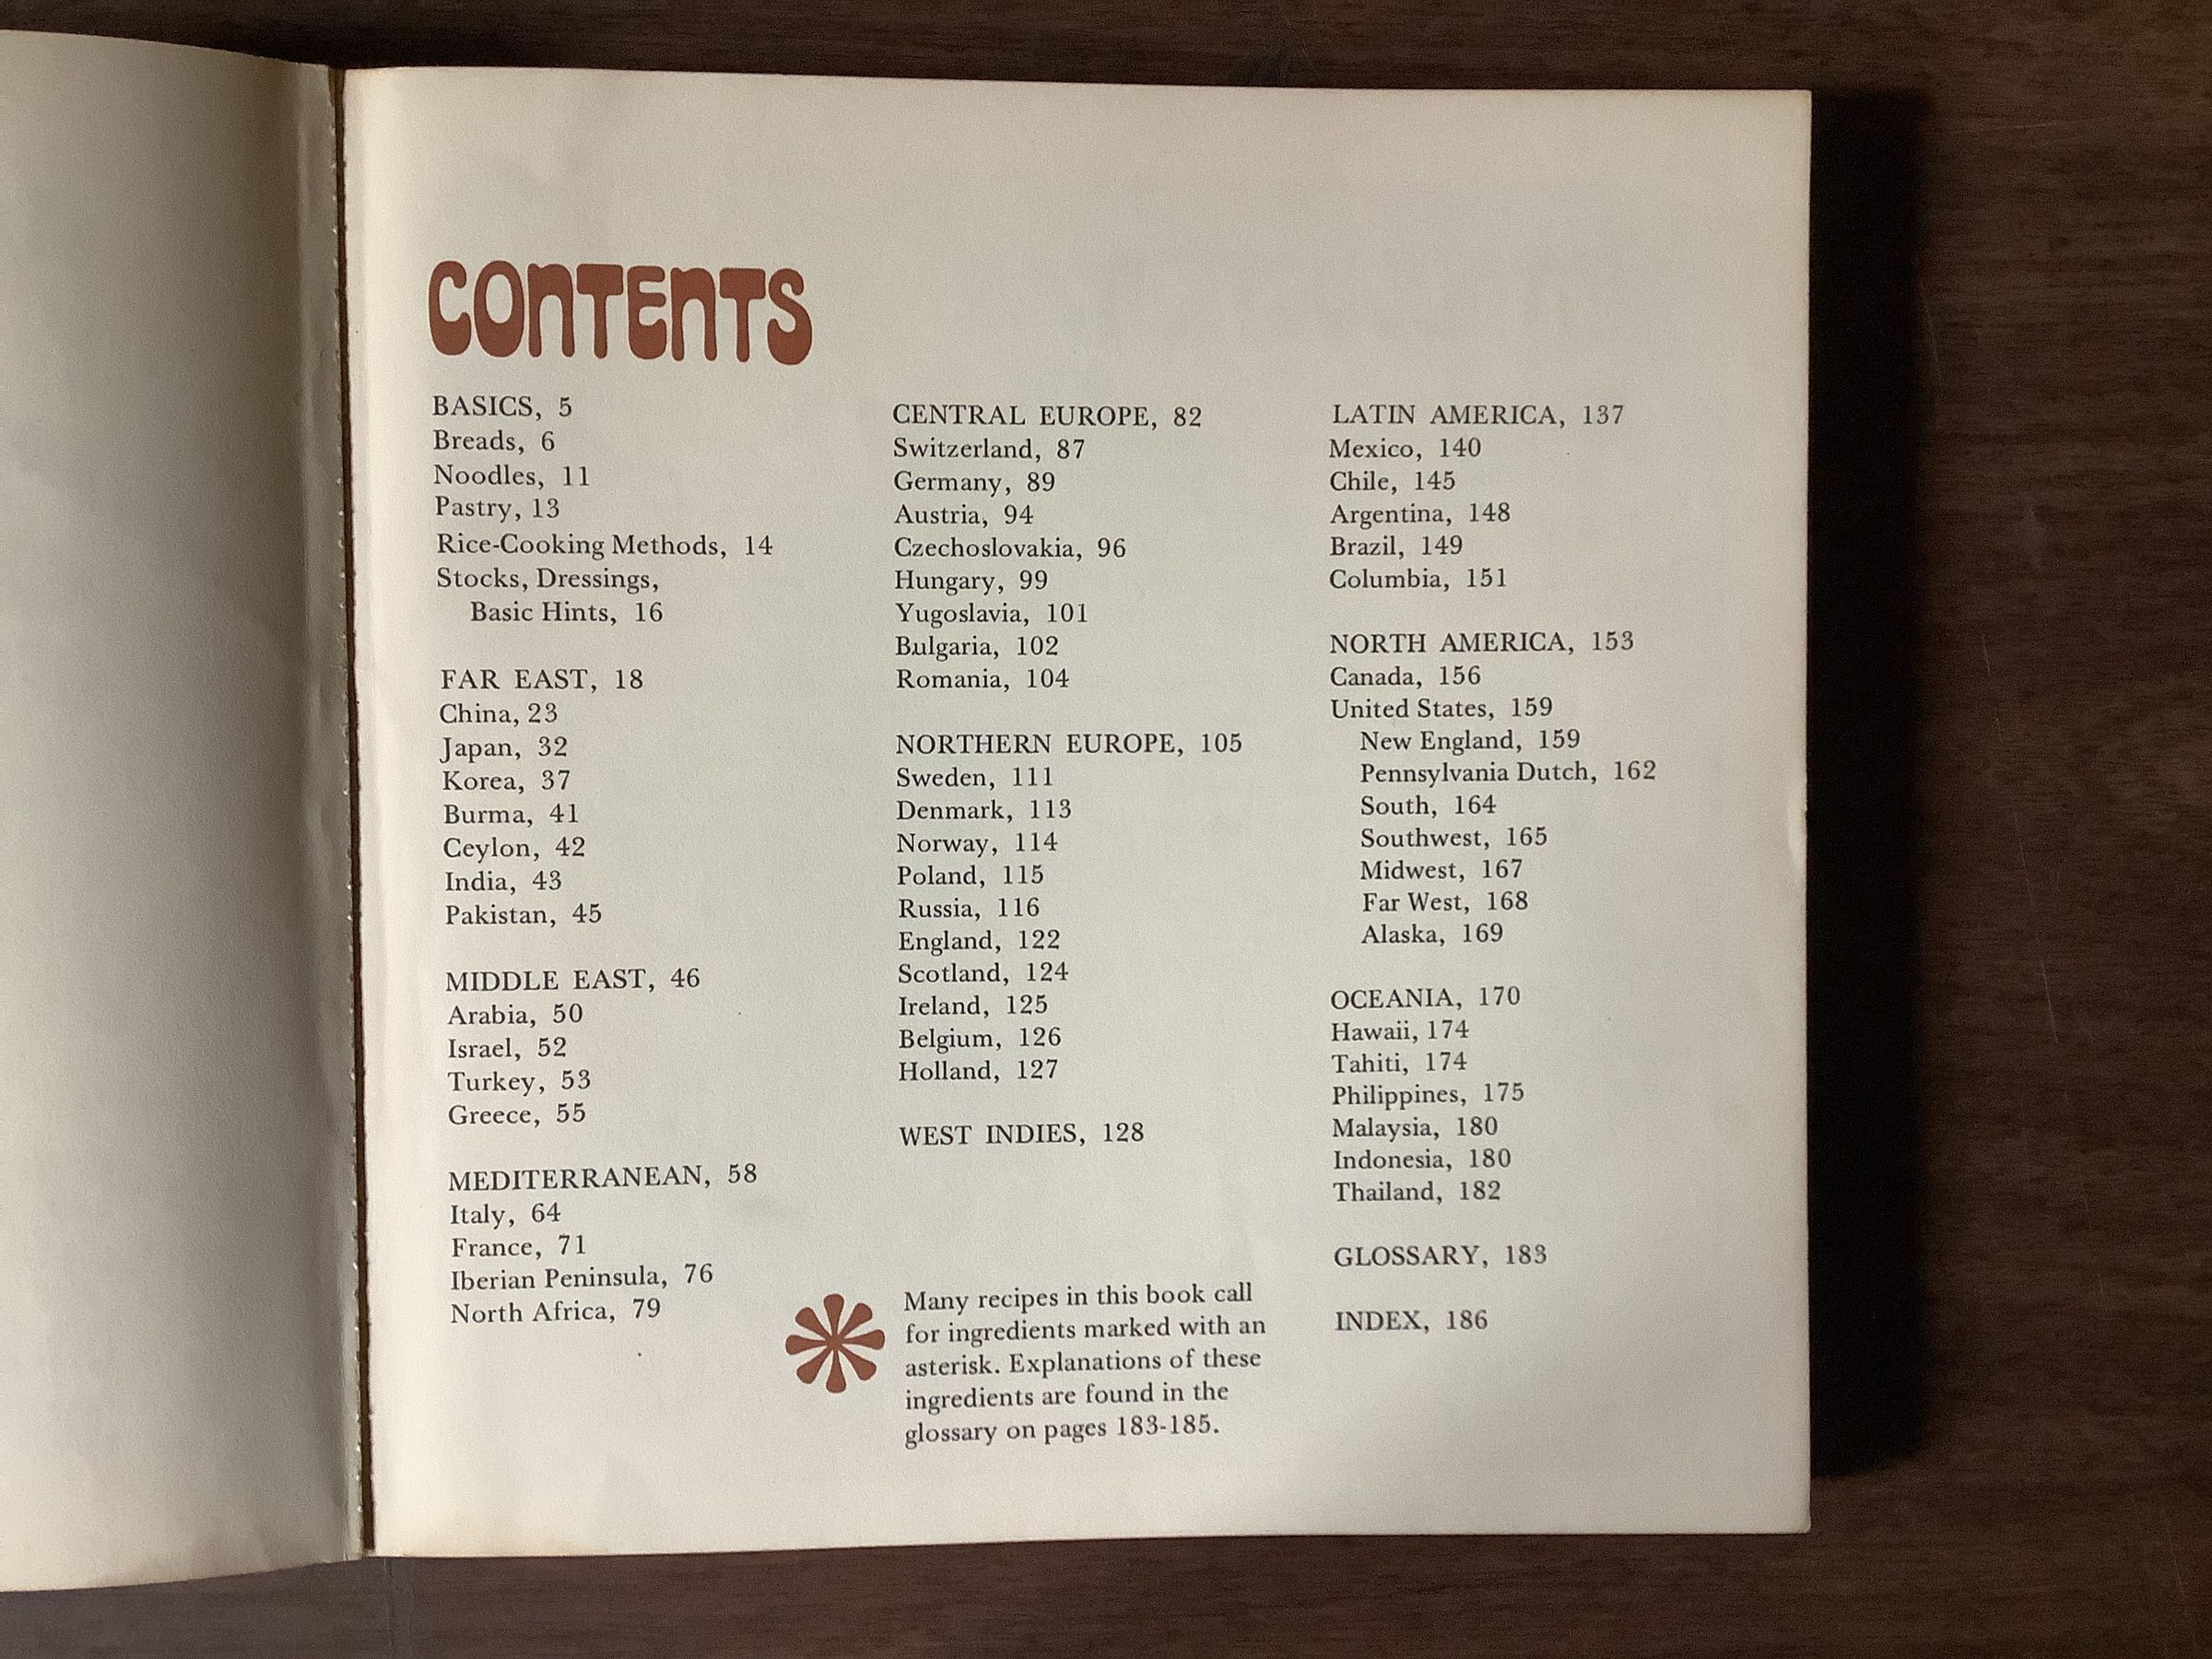 CONTENTS
BASICS, 5
Breads, 6
Noodles, 11
Pastry, 13
Rice-Cooking Methods, 14
Stocks, Dressings,
Basic Hints, 16
FAR EAST, 18
China, 23
Japan, 32
Korea, 37
Burma, 41
Ceylon, 42
India, 43
Pakistan, 45
MIDDLE EAST, 46
Arabia, 50
Israel, 52
Turkey, 53
Greece, 55
MEDITERRANEAN, 58
Italy, 64
France, 71
Iberian Peninsula, 76
North Africa, 79
CENTRAL EUROPE, 82
Switzerland, 87
Germany, 89
Austria, 94
Czechoslovakia, 96
Hungary, 99
Yugoslavia, 101
Bulgaria, 102
Romania, 104
NORTHERN EUROPE, 105
Sweden, 111
Denmark, 113
Norway, 114
Poland, 115
Russia, 116
England, 122
Scotland, 124
Ireland, 125
Belgium, 126
Holland, 127
WEST INDIES, 128
Many recipes in this book call
for ingredients marked with an
asterisk. Explanations of these
ingredients are found in the
glossary on pages 183-185.
LATIN AMERICA, 137
Mexico, 140
Chile, 145
Argentina, 148
Brazil, 149
Columbia, 151
NORTH AMERICA, 153
Canada, 156
United States, 159
New England, 159
Pennsylvania Dutch, 162
South, 164
Southwest, 165
Midwest, 167
Far West, 168
Alaska, 169
OCEANIA, 170
Hawaii, 174
Tahiti, 174
Philippines, 175
Malaysia, 180
Indonesia, 180
Thailand, 182
GLOSSARY, 183
INDEX, 186